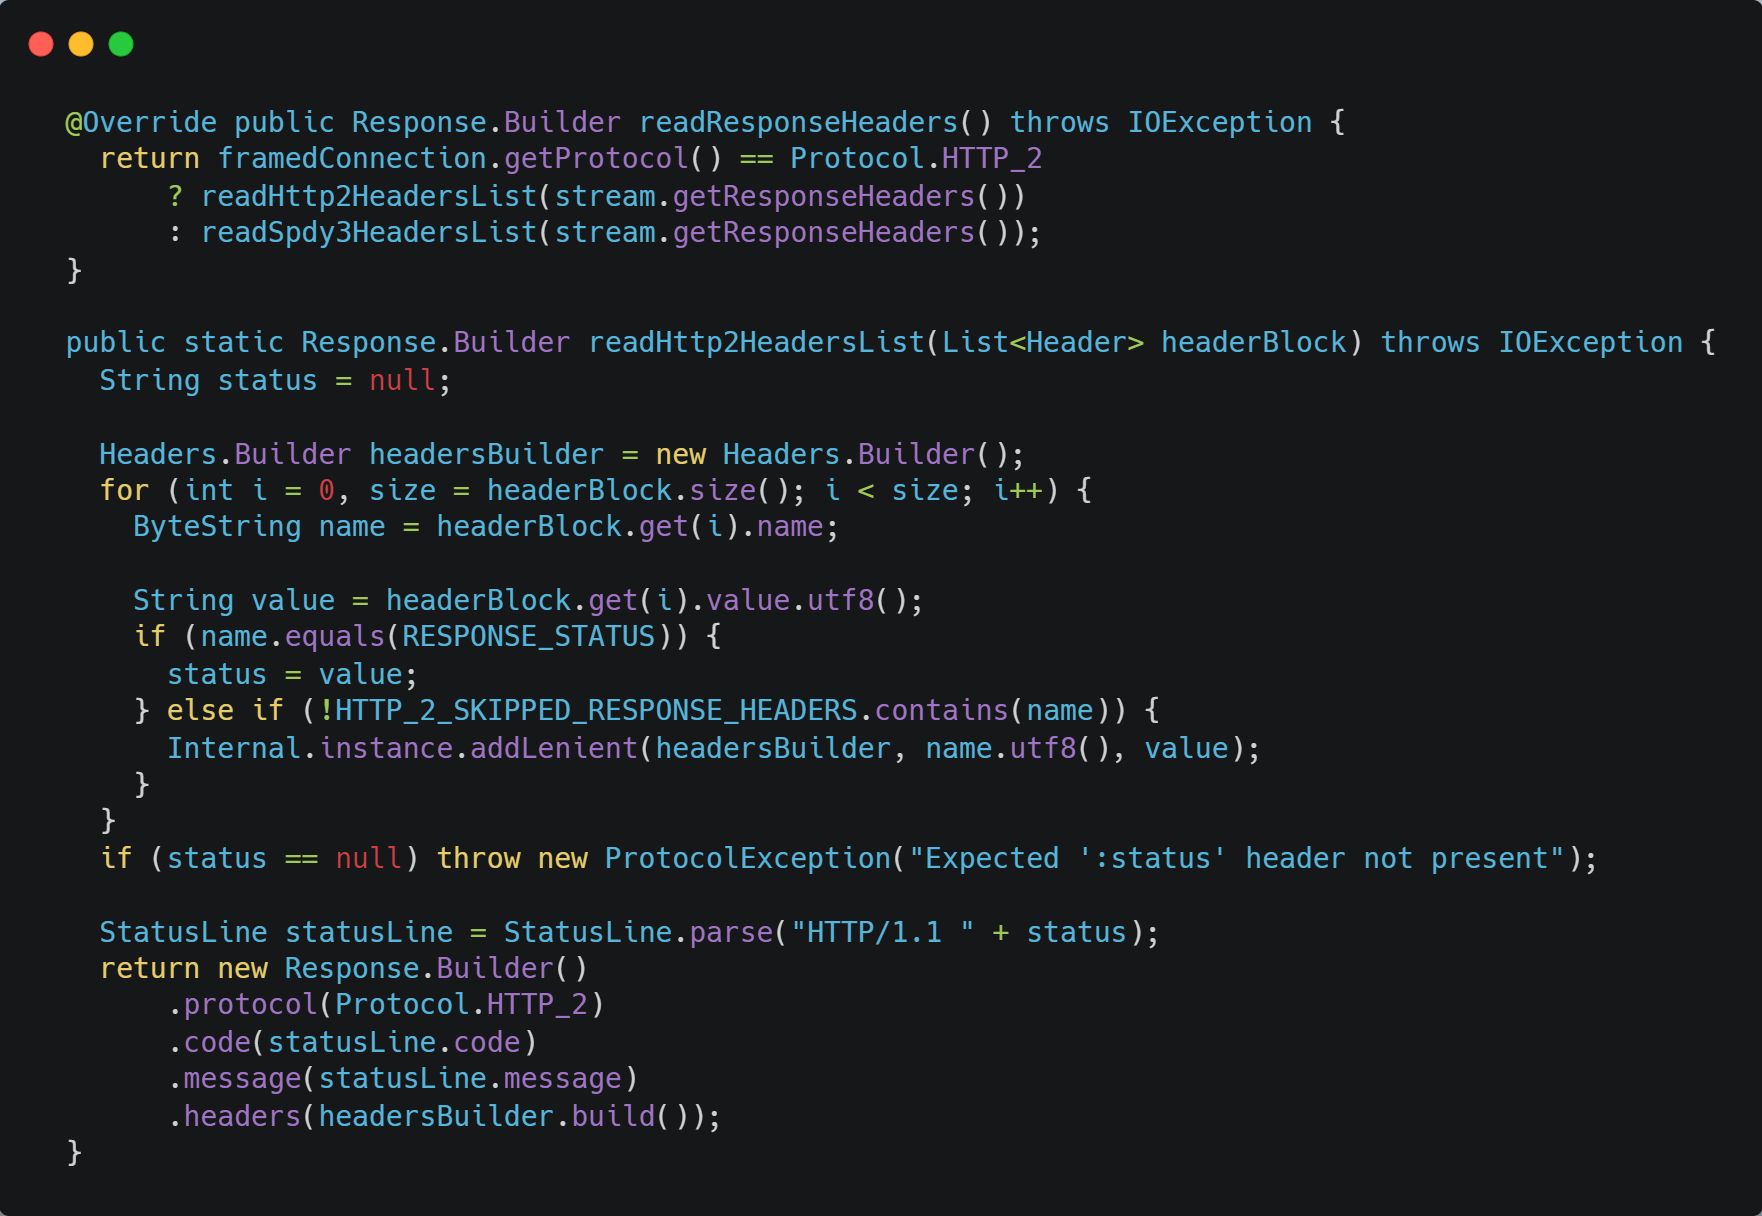 @Override public Response.Builder readResponseHeaders() throws IOException {
  return framedConnection.getProtocol() == Protocol.HTTP_2
      ? readHttp2HeadersList(stream.getResponseHeaders())
      : readSpdy3HeadersList(stream.getResponseHeaders());
}

public static Response.Builder readHttp2HeadersList(List<Header> headerBlock) throws IOException {
  String status = null;

  Headers.Builder headersBuilder = new Headers.Builder();
  for (int i = 0, size = headerBlock.size(); i < size; i++) {
    ByteString name = headerBlock.get(i).name;

    String value = headerBlock.get(i).value.utf8();
    if (name.equals(RESPONSE_STATUS)) {
      status = value;
    } else if (!HTTP_2_SKIPPED_RESPONSE_HEADERS.contains(name)) {
      Internal.instance.addLenient(headersBuilder, name.utf8(), value);
    }
  }
  if (status == null) throw new ProtocolException("Expected ':status' header not present");

  StatusLine statusLine = StatusLine.parse("HTTP/1.1 " + status);
  return new Response.Builder()
      .protocol(Protocol.HTTP_2)
      .code(statusLine.code)
      .message(statusLine.message)
      .headers(headersBuilder.build());
}